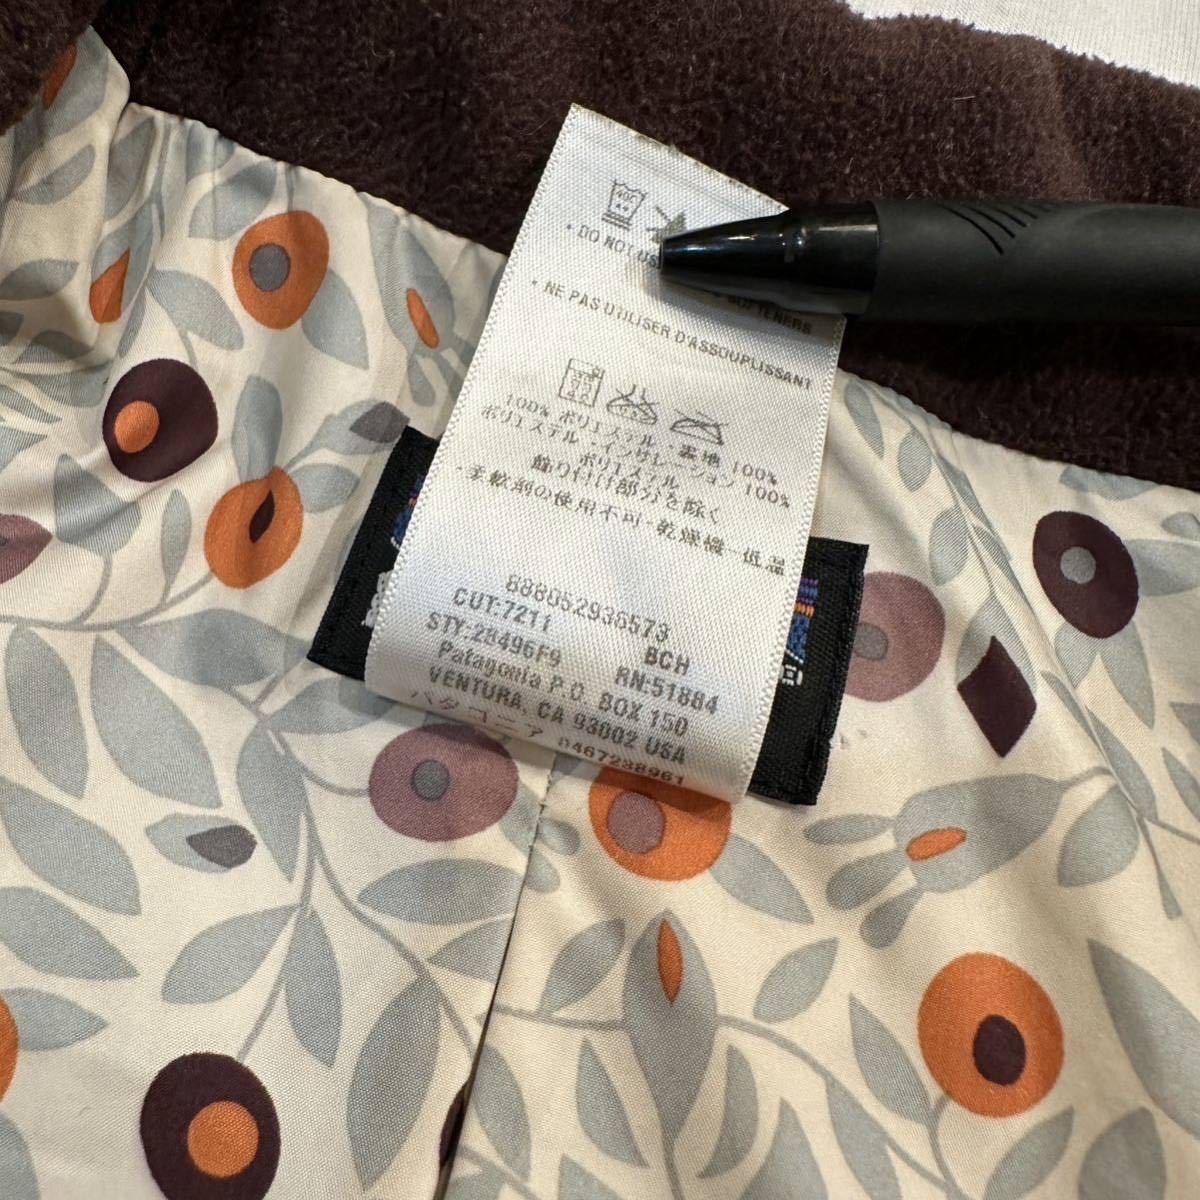 • DO NOT US
SOFTENERS
• NE PAS UTILISER D'ASSOUPLISSANT
100% ポリエステル・裏地 100%
ポリエステル・インサレーション 100%
ポリエステル
飾り付け部分を除く
・柔軟剤の使用不可・乾燥機－低温
888052936573
CUT:7211 BCH
STY:28496F9 RN:51884
Patagonia P.O. BOX 150
VENTURA, CA 93002 USA
パタゴニア 0467238961